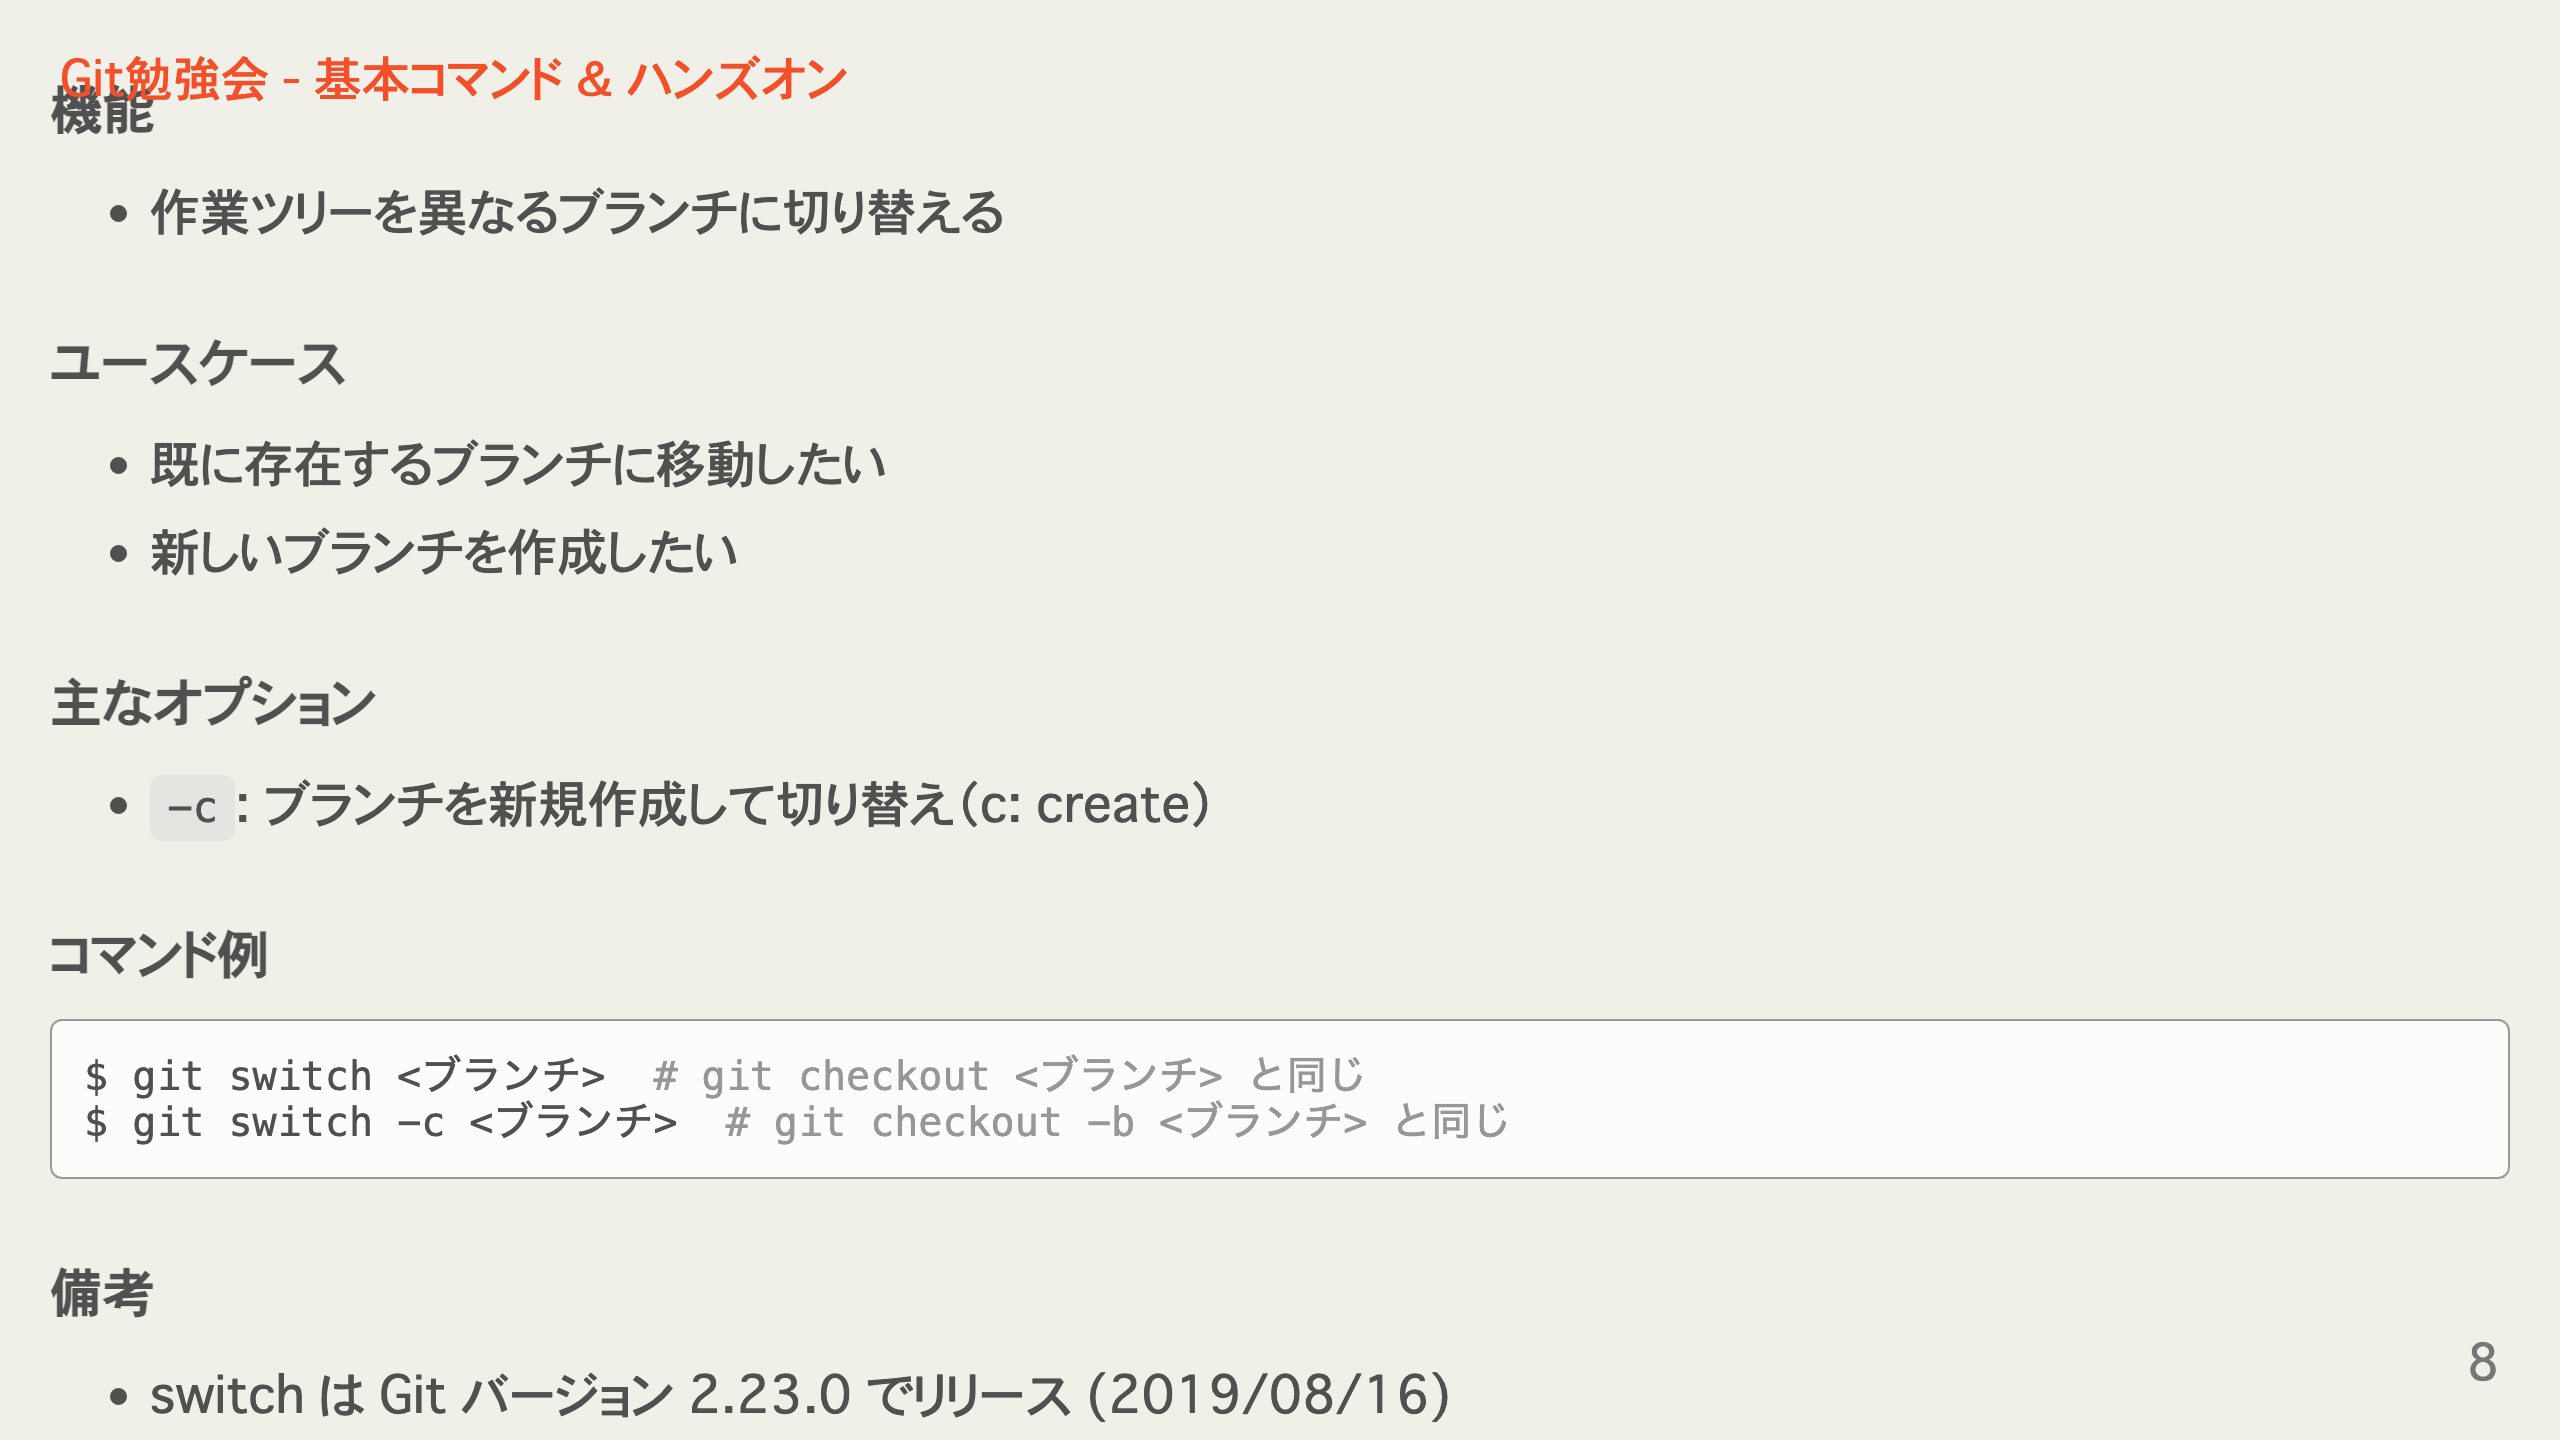 Git勉強会 - 基本コマンド & ハンズオン
機能
• 作業ツリーを異なるブランチに切り替える
ユースケース
• 既に存在するブランチに移動したい
• 新しいブランチを作成したい
主なオプション
• -c: ブランチを新規作成して切り替え（c: create）
コマンド例
$ git switch <ブランチ>  # git checkout <ブランチ> と同じ
$ git switch -c <ブランチ>  # git checkout -b <ブランチ> と同じ
備考
• switch は Git バージョン 2.23.0 でリリース (2019/08/16)
8